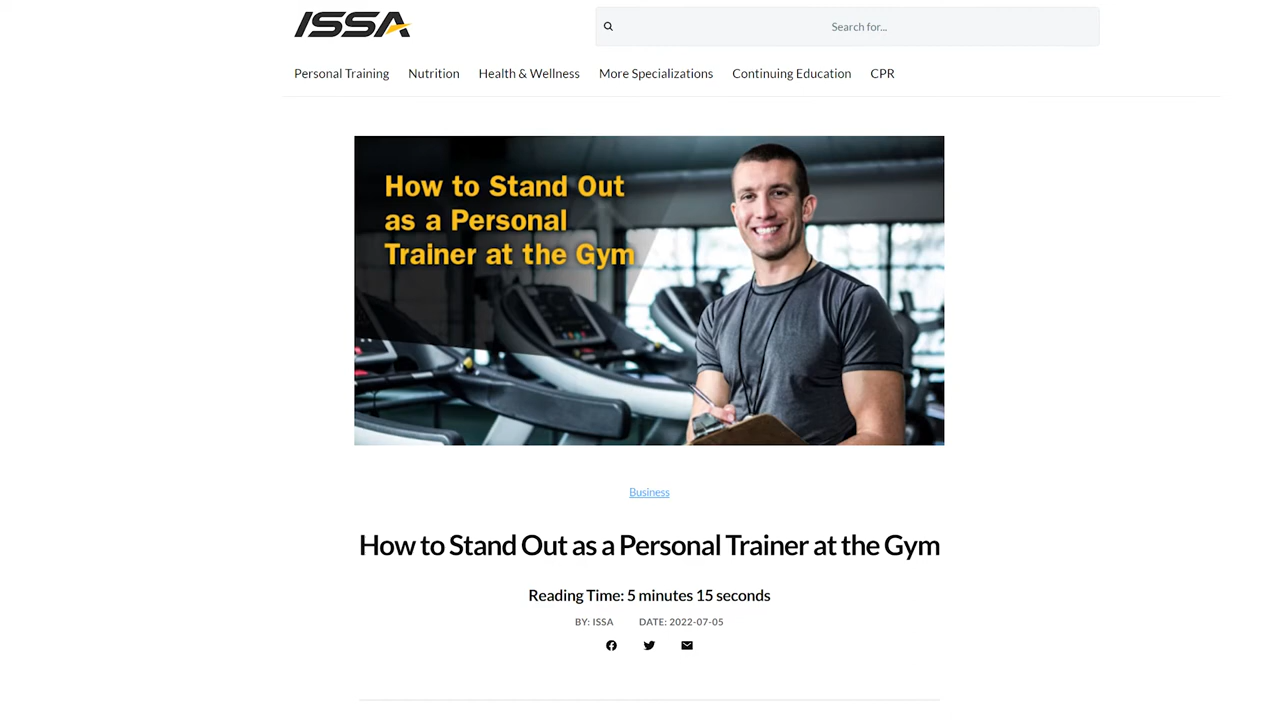 ISSA
Search for...
Personal Training Nutrition Health & Wellness More Specializations Continuing Education CPR
How to Stand Out
as a Personal
Trainer at the Gym
Business
How to Stand Out as a Personal Trainer at the Gym
Reading Time: 5 minutes 15 seconds
BY: ISSA DATE: 2022-07-05